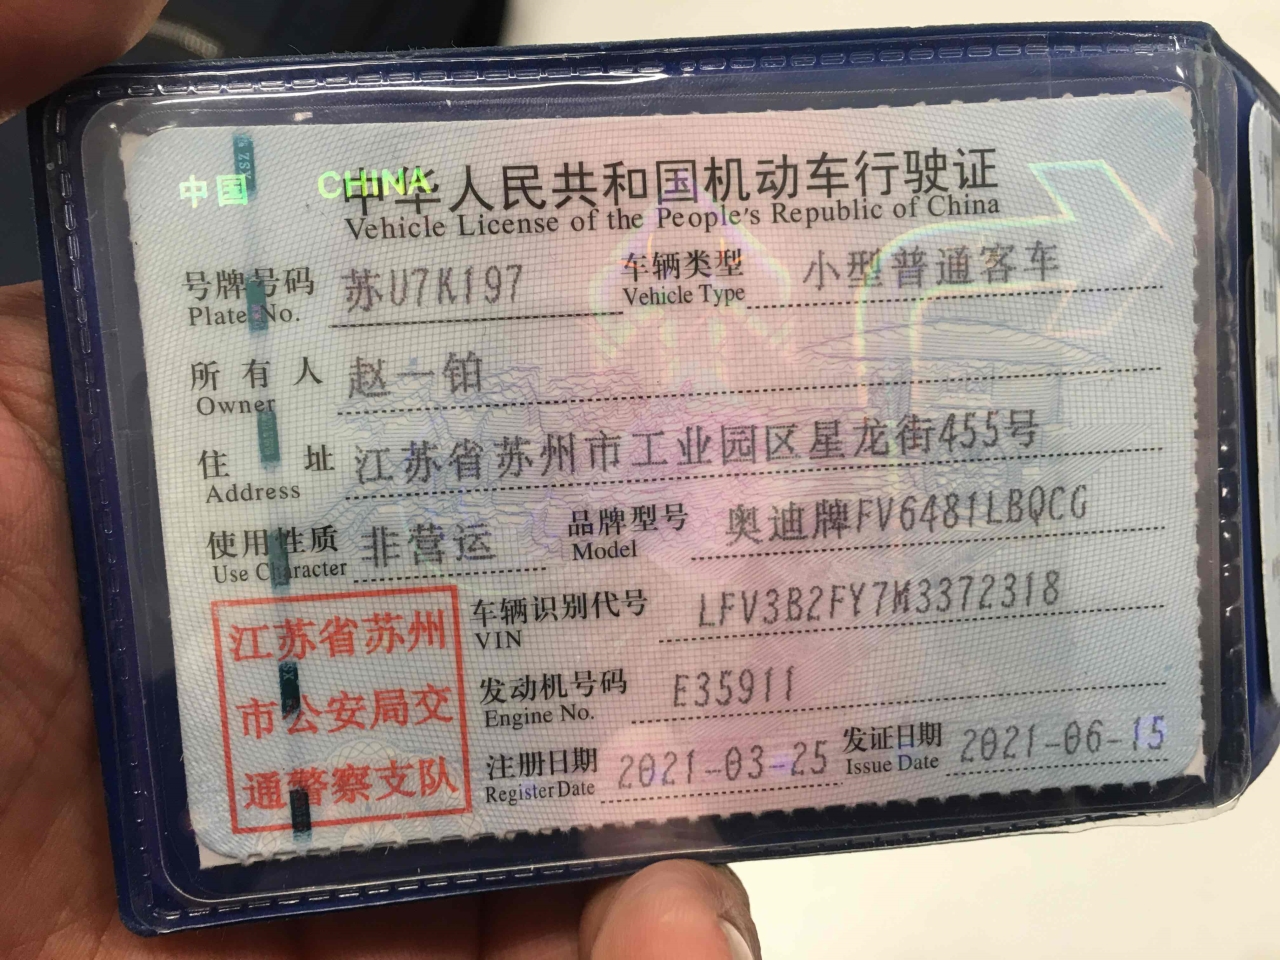 中国 CHINA
中华人民共和国机动车行驶证
Vehicle License of the People's Republic of China
号牌号码 苏U7K197 车辆类型 小型普通客车
Plate No. Vehicle Type
所有人 赵一铂
Owner
住址 江苏省苏州市工业园区星龙街455号
Address
使用性质 非营运 品牌型号 奥迪牌FV6481LBQCG
Use Character Model
车辆识别代号 LFV3B2FY7M3372318
VIN
发动机号码 E35911
Engine No.
注册日期 2021-03-25 发证日期 2021-06-15
Register Date Issue Date
江苏省苏州
市公安局交
通警察支队